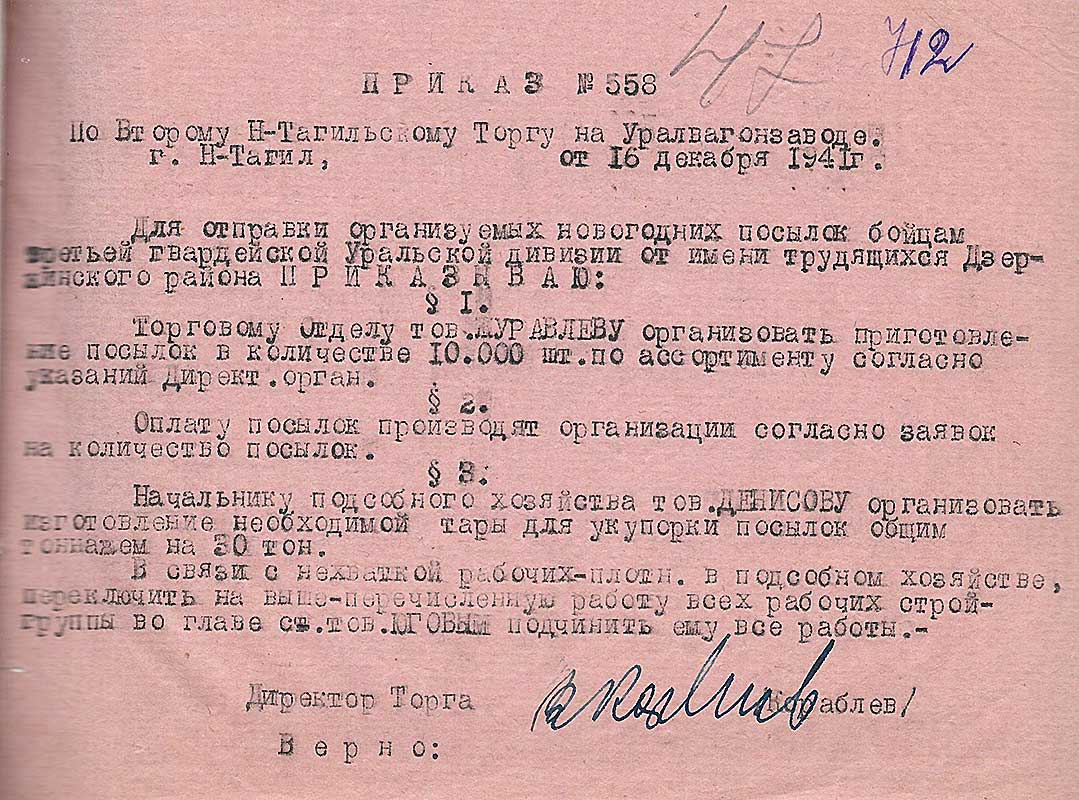 712
ПРИКАЗ № 558
По Второму Н-Тагильскому Торгу на Уралвагонзаводе.
г. Н-Тагил, от 16 декабря 1941г.
Для отправки организуемых новогодних посылок бойцам
третьей гвардейской Уральской дивизии от имени трудящихся Дзер-
жинского района ПРИКАЗЫВАЮ:
§ 1.
Торговому Отделу тов.ЖУРАВЛЕВУ организовать приготовле-
ние посылок в количестве 10.000 шт.по ассортименту согласно
указаний Директ.орган.
§ 2.
Оплату посылок производят организации согласно заявок
на количество посылок.
§ 3.
Начальнику подсобного хозяйства тов.ДЕНИСОВУ организовать
изготовление необходимой тары для укупорки посылок общим
тоннажем на 30 тон.
В связи с нехваткой рабочих-плотн. в подсобном хозяйстве,
переключить на выше-перечисленную работу всех рабочих строй-
группы во главе ст.тов.ЮГОВЫМ подчинить ему все работы.-
Директор Торга Кораблев/
Верно: